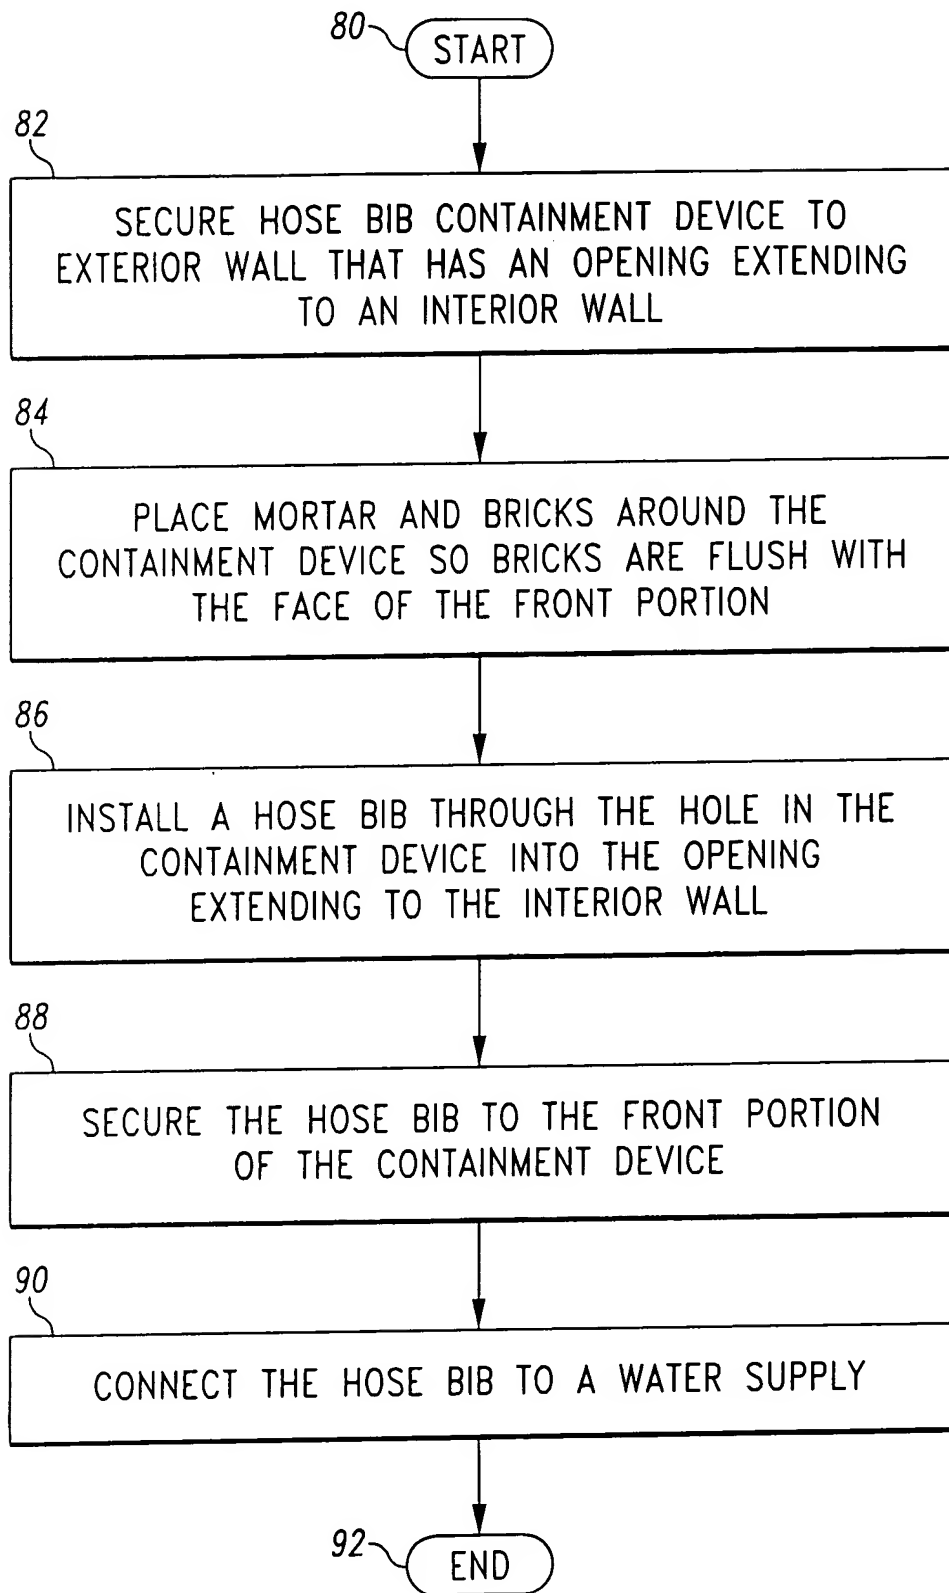 80
START
82
SECURE HOSE BIB CONTAINMENT DEVICE TO
EXTERIOR WALL THAT HAS AN OPENING EXTENDING
TO AN INTERIOR WALL
84
PLACE MORTAR AND BRICKS AROUND THE
CONTAINMENT DEVICE SO BRICKS ARE FLUSH WITH
THE FACE OF THE FRONT PORTION
86
INSTALL A HOSE BIB THROUGH THE HOLE IN THE
CONTAINMENT DEVICE INTO THE OPENING
EXTENDING TO THE INTERIOR WALL
88
SECURE THE HOSE BIB TO THE FRONT PORTION
OF THE CONTAINMENT DEVICE
90
CONNECT THE HOSE BIB TO A WATER SUPPLY
92
END